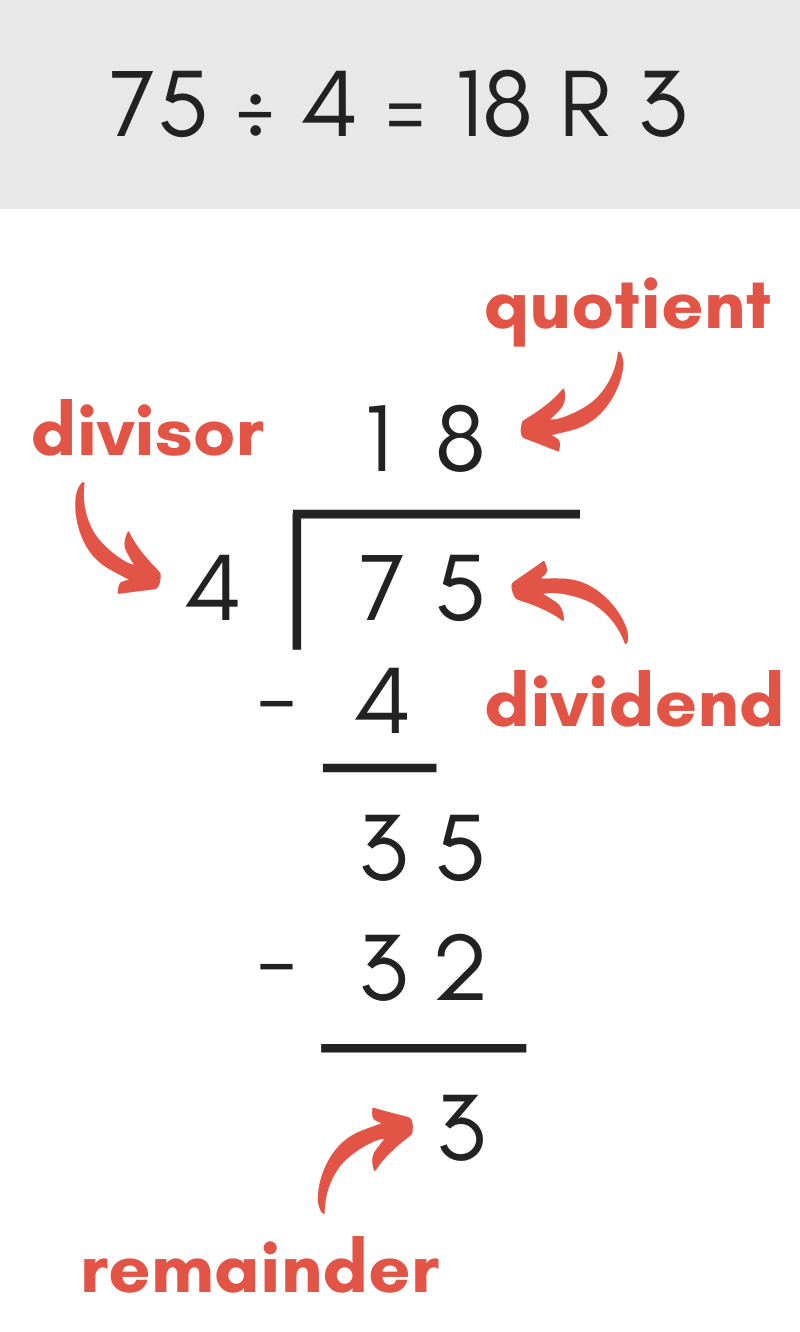 75 ÷ 4 = 18 R 3
quotient
divisor
1 8
4 7 5
- 4
dividend
3 5
- 3 2
3
remainder